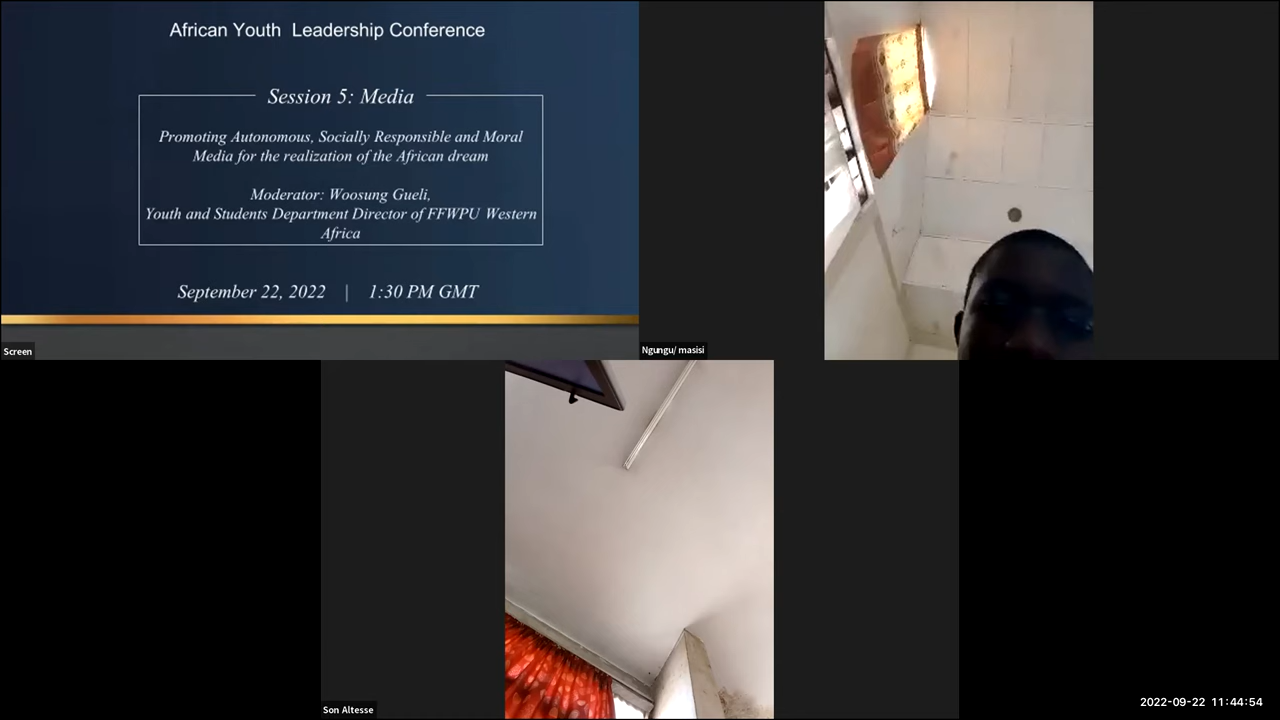 African Youth Leadership Conference
Session 5: Media
Promoting Autonomous, Socially Responsible and Moral
Media for the realization of the African dream
Moderator: Woosung Gueli,
Youth and Students Department Director of FFWPU Western
Africa
September 22, 2022 | 1:30 PM GMT
Screen
Ngungu/ masisi
Son Altesse
2022-09-22 11:44:54